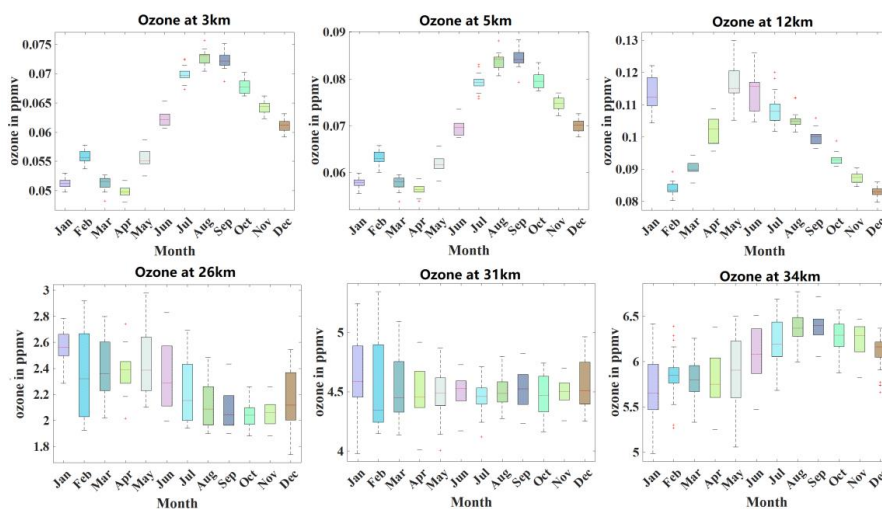 Ozone at 3km
ozone in ppmv
0.075
0.07
0.065
0.06
0.055
0.05
Jan Feb Mar Apr May Jun Jul Aug Sep Oct Nov Dec
Month
Ozone at 5km
ozone in ppmv
0.09
0.08
0.07
0.06
Jan Feb Mar Apr May Jun Jul Aug Sep Oct Nov Dec
Month
Ozone at 12km
ozone in ppmv
0.13
0.12
0.11
0.1
0.09
0.08
Jan Feb Mar Apr May Jun Jul Aug Sep Oct Nov Dec
Month
Ozone at 26km
ozone in ppmv
3
2.8
2.6
2.4
2.2
2
1.8
Jan Feb Mar Apr May Jun Jul Aug Sep Oct Nov Dec
Month
Ozone at 31km
ozone in ppmv
5
4.5
4
Jan Feb Mar Apr May Jun Jul Aug Sep Oct Nov Dec
Month
Ozone at 34km
ozone in ppmv
6.5
6
5.5
5
Jan Feb Mar Apr May Jun Jul Aug Sep Oct Nov Dec
Month